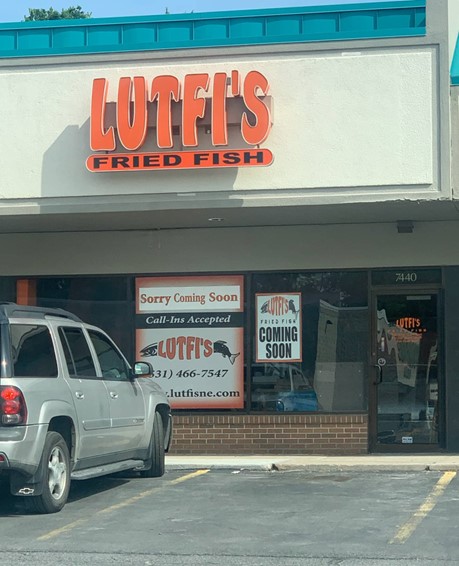 LUTFI'S
FRIED FISH
7440
Sorry Coming Soon
Call-Ins Accepted
LUTFI'S
31) 466-7547
.lutfisne.com
LUTFI'S
FRIED FISH
COMING
SOON
LUTFI'S